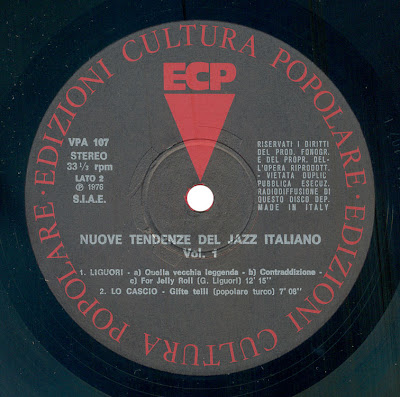 EDIZIONI CULTURA POPOLARE · EDIZIONI CULTURA POPOLARE ·
ECP
VPA 107
STEREO
33 1/3 rpm
LATO 2
Ⓟ 1976
S.I.A.E.
RISERVATI I DIRITTI
DEL PROD. FONOGR.
E DEL PROPR. DEL-
L'OPERA RIPRODOTT.
- VIETATA DUPLIC.
PUBBLICA ESECUZ.
RADIODIFFUSIONE DI
QUESTO DISCO DEP.
MADE IN ITALY
NUOVE TENDENZE DEL JAZZ ITALIANO
Vol. 1
1. LIGUORI - a) Quella vecchia leggenda - b) Contraddizione -
c) For Jelly Roll (G. Liguori) 12' 15"
2. LO CASCIO - Gifte telli (popolare turco) 7' 08"